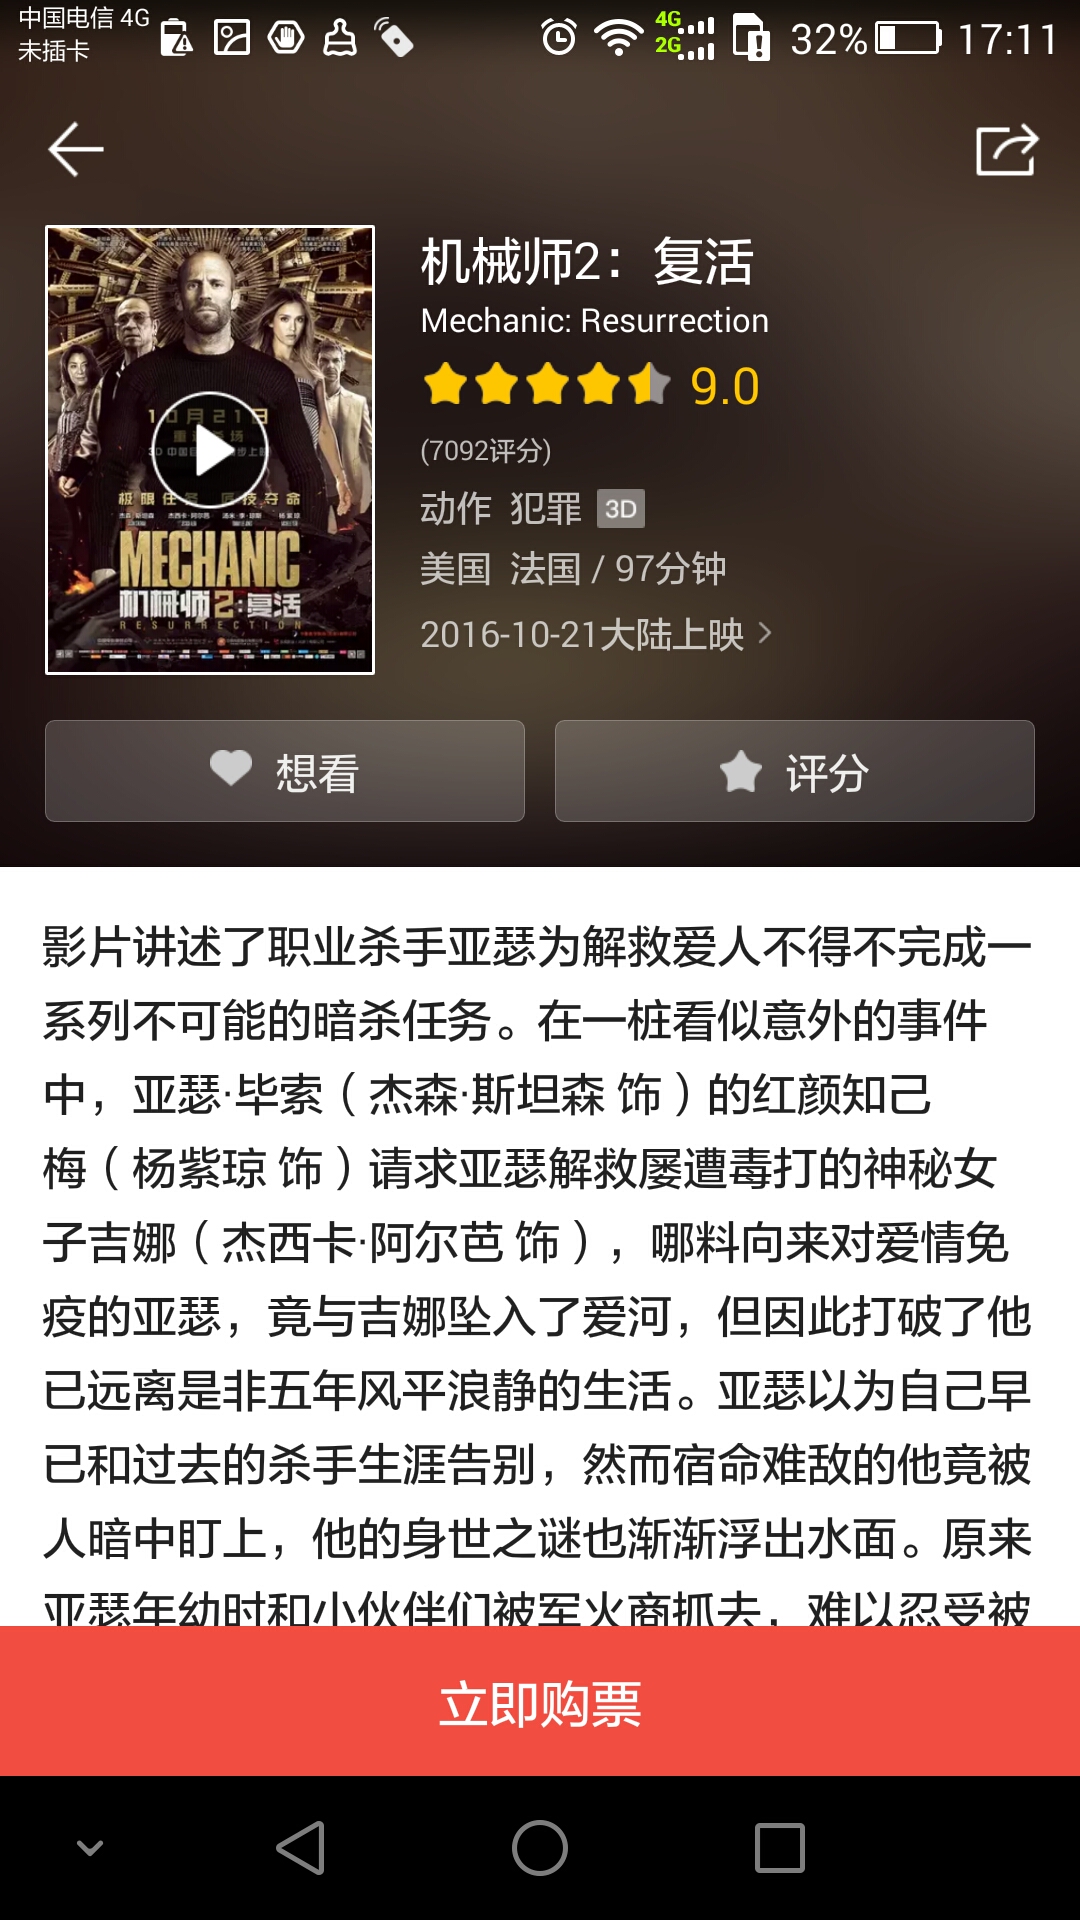 中国电信 4G
未插卡
4G
2G
32%
17:11
机械师2：复活
Mechanic: Resurrection
9.0
(7092评分)
动作 犯罪 3D
美国 法国 / 97分钟
2016-10-21大陆上映
10月21日
极限任务 匠技夺命
MECHANIC
机械师2:复活
RESURRECTION
想看
评分
影片讲述了职业杀手亚瑟为解救爱人不得不完成一
系列不可能的暗杀任务。在一桩看似意外的事件
中，亚瑟·毕索（杰森·斯坦森 饰）的红颜知己
梅（杨紫琼 饰）请求亚瑟解救屡遭毒打的神秘女
子吉娜（杰西卡·阿尔芭 饰），哪料向来对爱情免
疫的亚瑟，竟与吉娜坠入了爱河，但因此打破了他
已远离是非五年风平浪静的生活。亚瑟以为自己早
已和过去的杀手生涯告别，然而宿命难敌的他竟被
人暗中盯上，他的身世之谜也渐渐浮出水面。原来
亚瑟年幼时和小伙伴们被军火商抓去，难以忍受被
立即购票